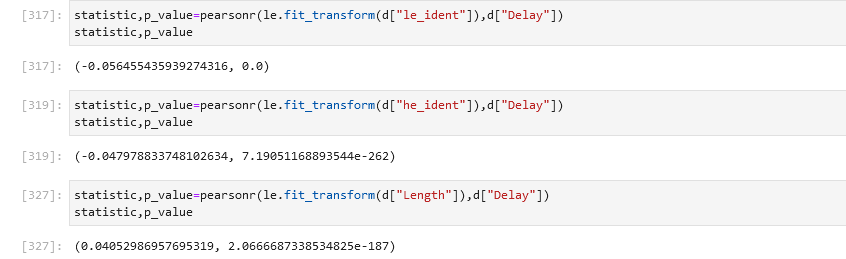 [317]: statistic,p_value=pearsonr(le.fit_transform(d["le_ident"]),d["Delay"])
statistic,p_value
[317]: (-0.056455435939274316, 0.0)
[319]: statistic,p_value=pearsonr(le.fit_transform(d["he_ident"]),d["Delay"])
statistic,p_value
[319]: (-0.047978833748102634, 7.19051168893544e-262)
[327]: statistic,p_value=pearsonr(le.fit_transform(d["Length"]),d["Delay"])
statistic,p_value
[327]: (0.04052986957695319, 2.0666687338534825e-187)